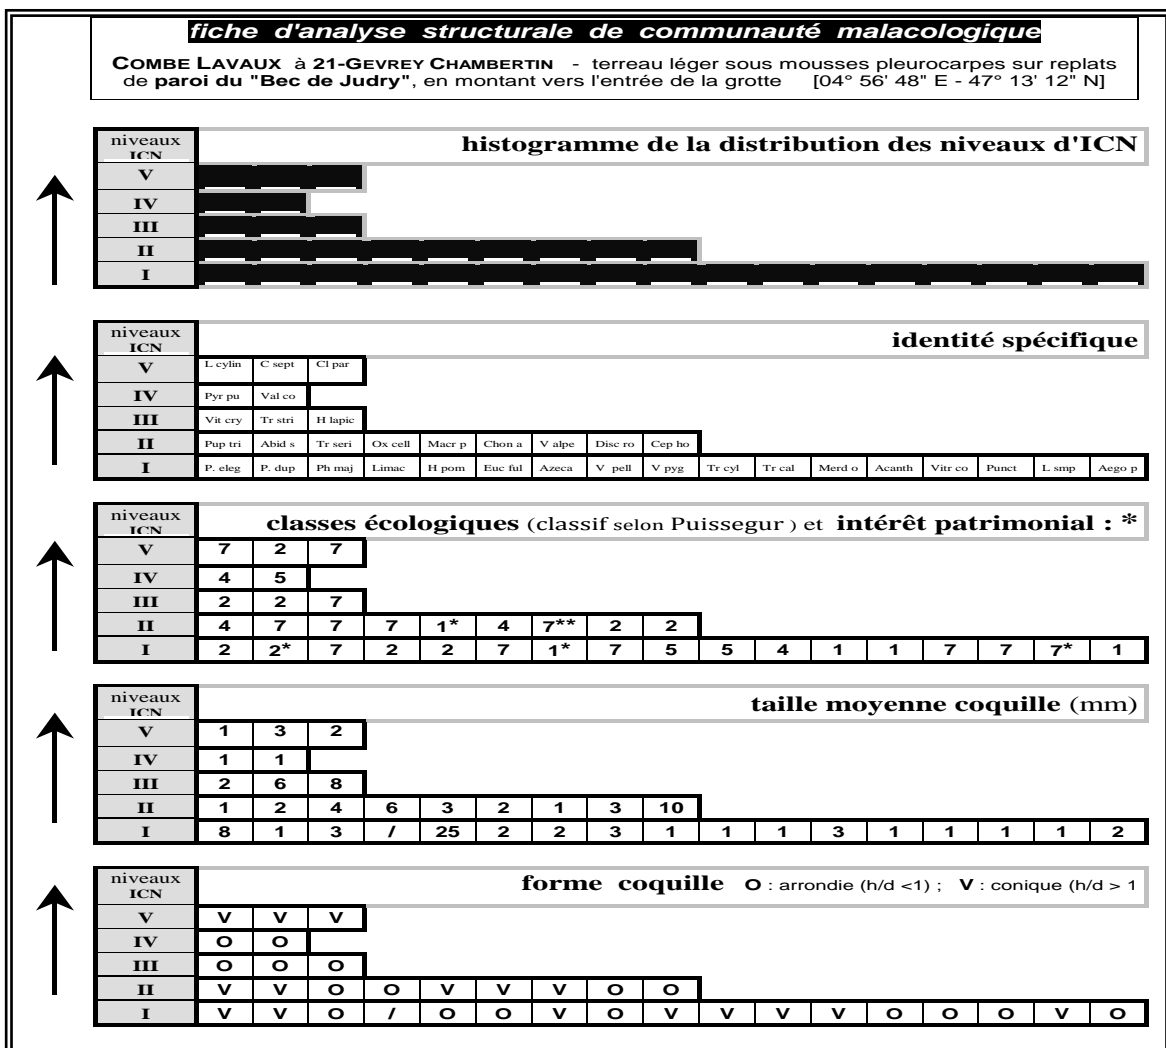 fiche d'analyse structurale de communauté malacologique
COMBE LAVAUX à 21-GEVREY CHAMBERTIN - terreau léger sous mousses pleurocarpes sur replats
de paroi du "Bec de Judry", en montant vers l'entrée de la grotte [04° 56' 48" E - 47° 13' 12" N]
niveaux ICN histogramme de la distribution des niveaux d'ICN
V
IV
III
II
I
niveaux ICN identité spécifique
V L cylin C sept Cl par
IV Pyr pu Val co
III Vit cry Tr stri H lapic
II Pup tri Abid s Tr seri Ox cell Macr p Chon a V alpe Disc ro Cep ho
I P. eleg P. dup Ph maj Limac H pom Euc ful Azeca V pell V pyg Tr cyl Tr cal Merd o Acanth Vitr co Punct L smp Aego p
niveaux ICN classes écologiques (classif selon Puissegur ) et intérêt patrimonial : *
V 7 2 7
IV 4 5
III 2 2 7
II 4 7 7 7 1* 4 7** 2 2
I 2 2* 7 2 2 7 1* 7 5 5 4 1 1 7 7 7* 1
niveaux ICN taille moyenne coquille (mm)
V 1 3 2
IV 1 1
III 2 6 8
II 1 2 4 6 3 2 1 3 10
I 8 1 3 / 25 2 2 3 1 1 1 3 1 1 1 1 2
niveaux ICN forme coquille O : arrondie (h/d <1) ; V : conique (h/d > 1
V V V V
IV O O
III O O O
II V V O O V V V O O
I V V O / O O V O V V V V O O O V O